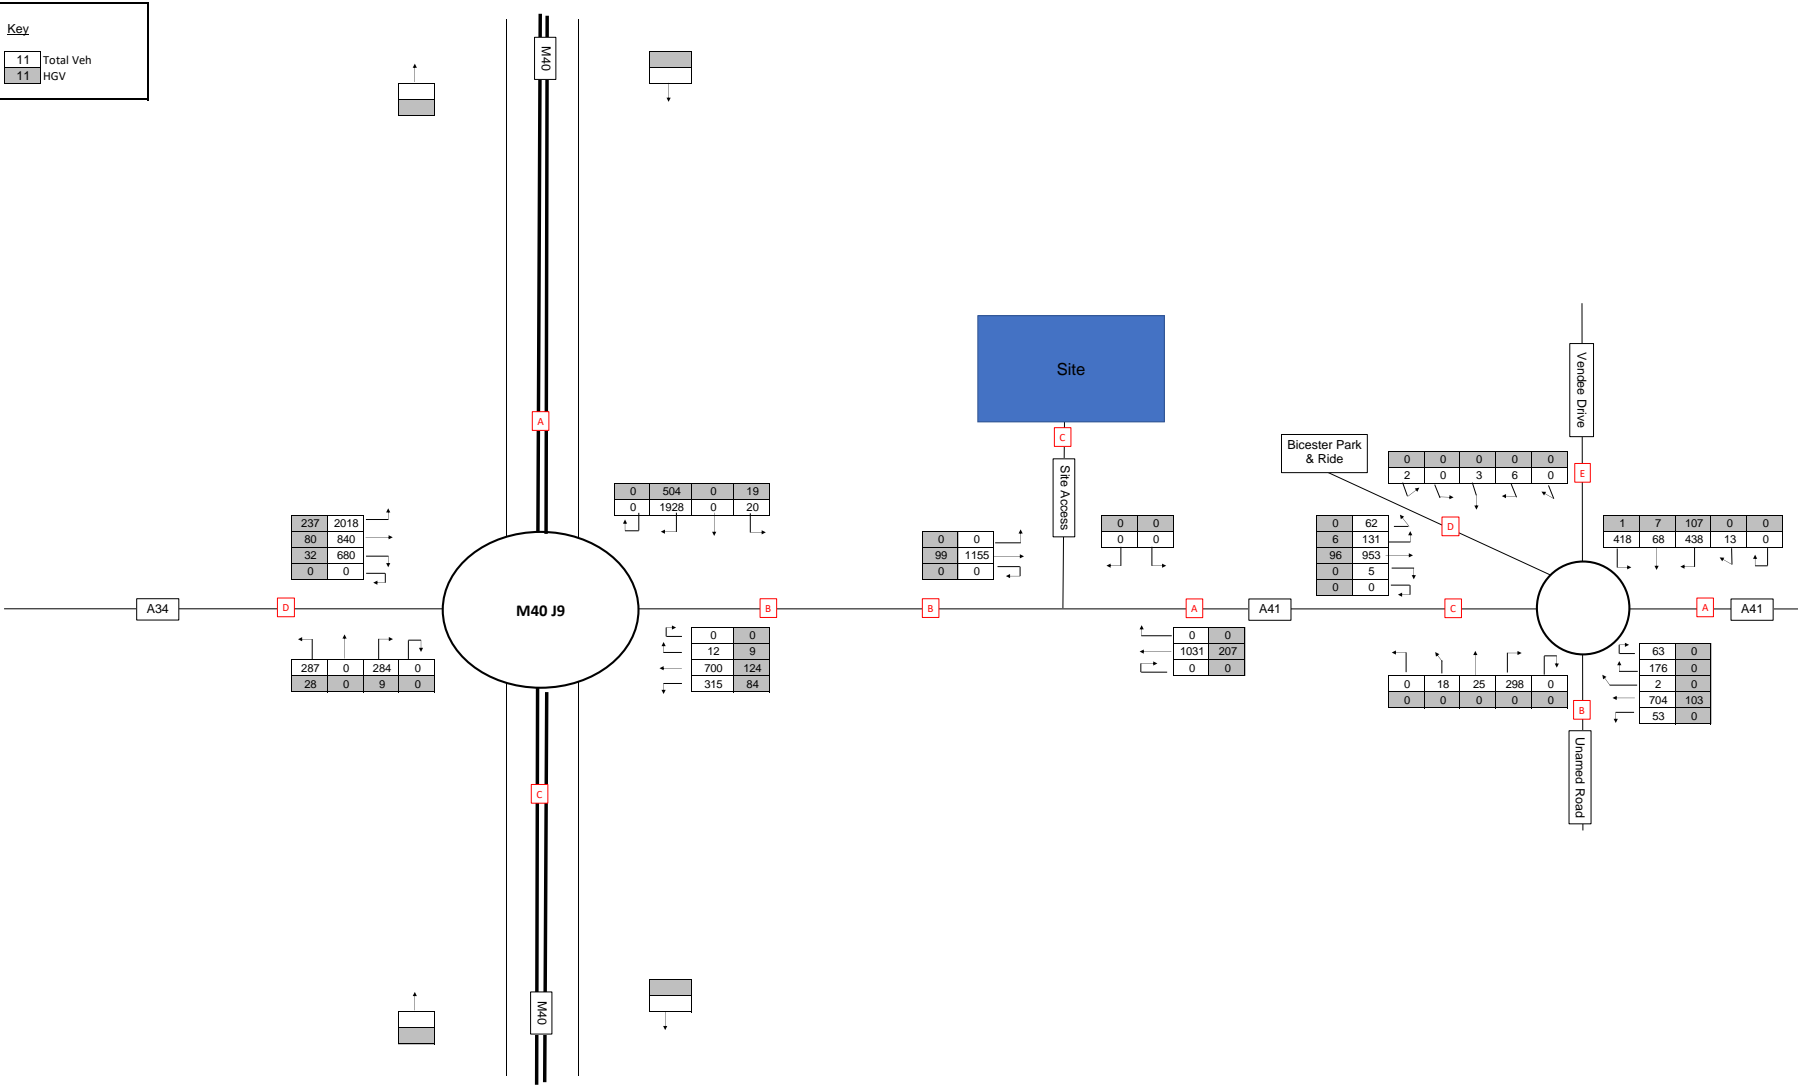 Key
11 Total Veh
11 HGV
M40
Site
Vendee Drive
A
C
Bicester Park
& Ride
Site Access
E
0 0 0 0 0
2 0 3 6 0
0 504 0 19
0 1928 0 20
237 2018
80 840
32 680
0 0
0 0
99 1155
0 0
0 0
0 0
D
0 62
6 131
96 953
0 5
0 0
1 7 107 0 0
418 68 438 13 0
A34
D
M40 J9
B
B
A
A41
C
A
A41
287 0 284 0
28 0 9 0
0 0
12 9
700 124
315 84
0 0
1031 207
0 0
0 18 25 298 0
0 0 0 0 0
B
63 0
176 0
2 0
704 103
53 0
Unamed Road
C
M40